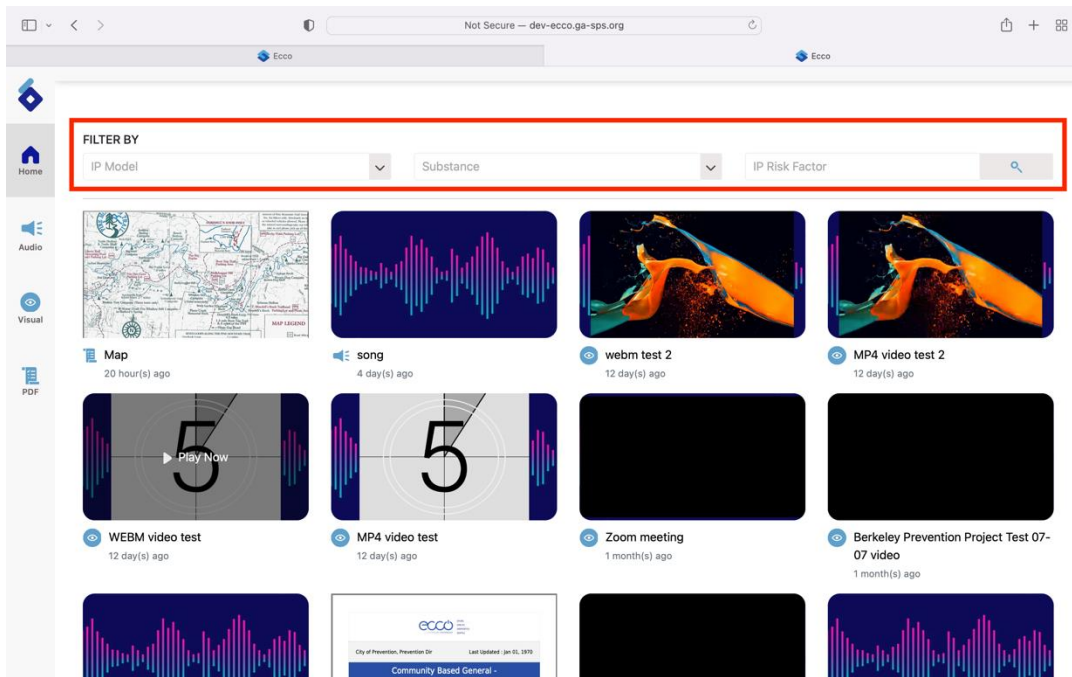 Not Secure — dev-ecco.ga-sps.org
Ecco
Ecco
FILTER BY
IP Model
Substance
IP Risk Factor
Home
Audio
Visual
PDF
MAP LEGEND
Map
20 hour(s) ago
song
4 day(s) ago
webm test 2
12 day(s) ago
MP4 video test 2
12 day(s) ago
5
Play Now
WEBM video test
12 day(s) ago
5
MP4 video test
12 day(s) ago
Zoom meeting
1 month(s) ago
Berkeley Prevention Project Test 07-
07 video
1 month(s) ago
ecco
City of Prevention, Prevention Dir
Last Updated : Jan 01, 1970
Community Based General -